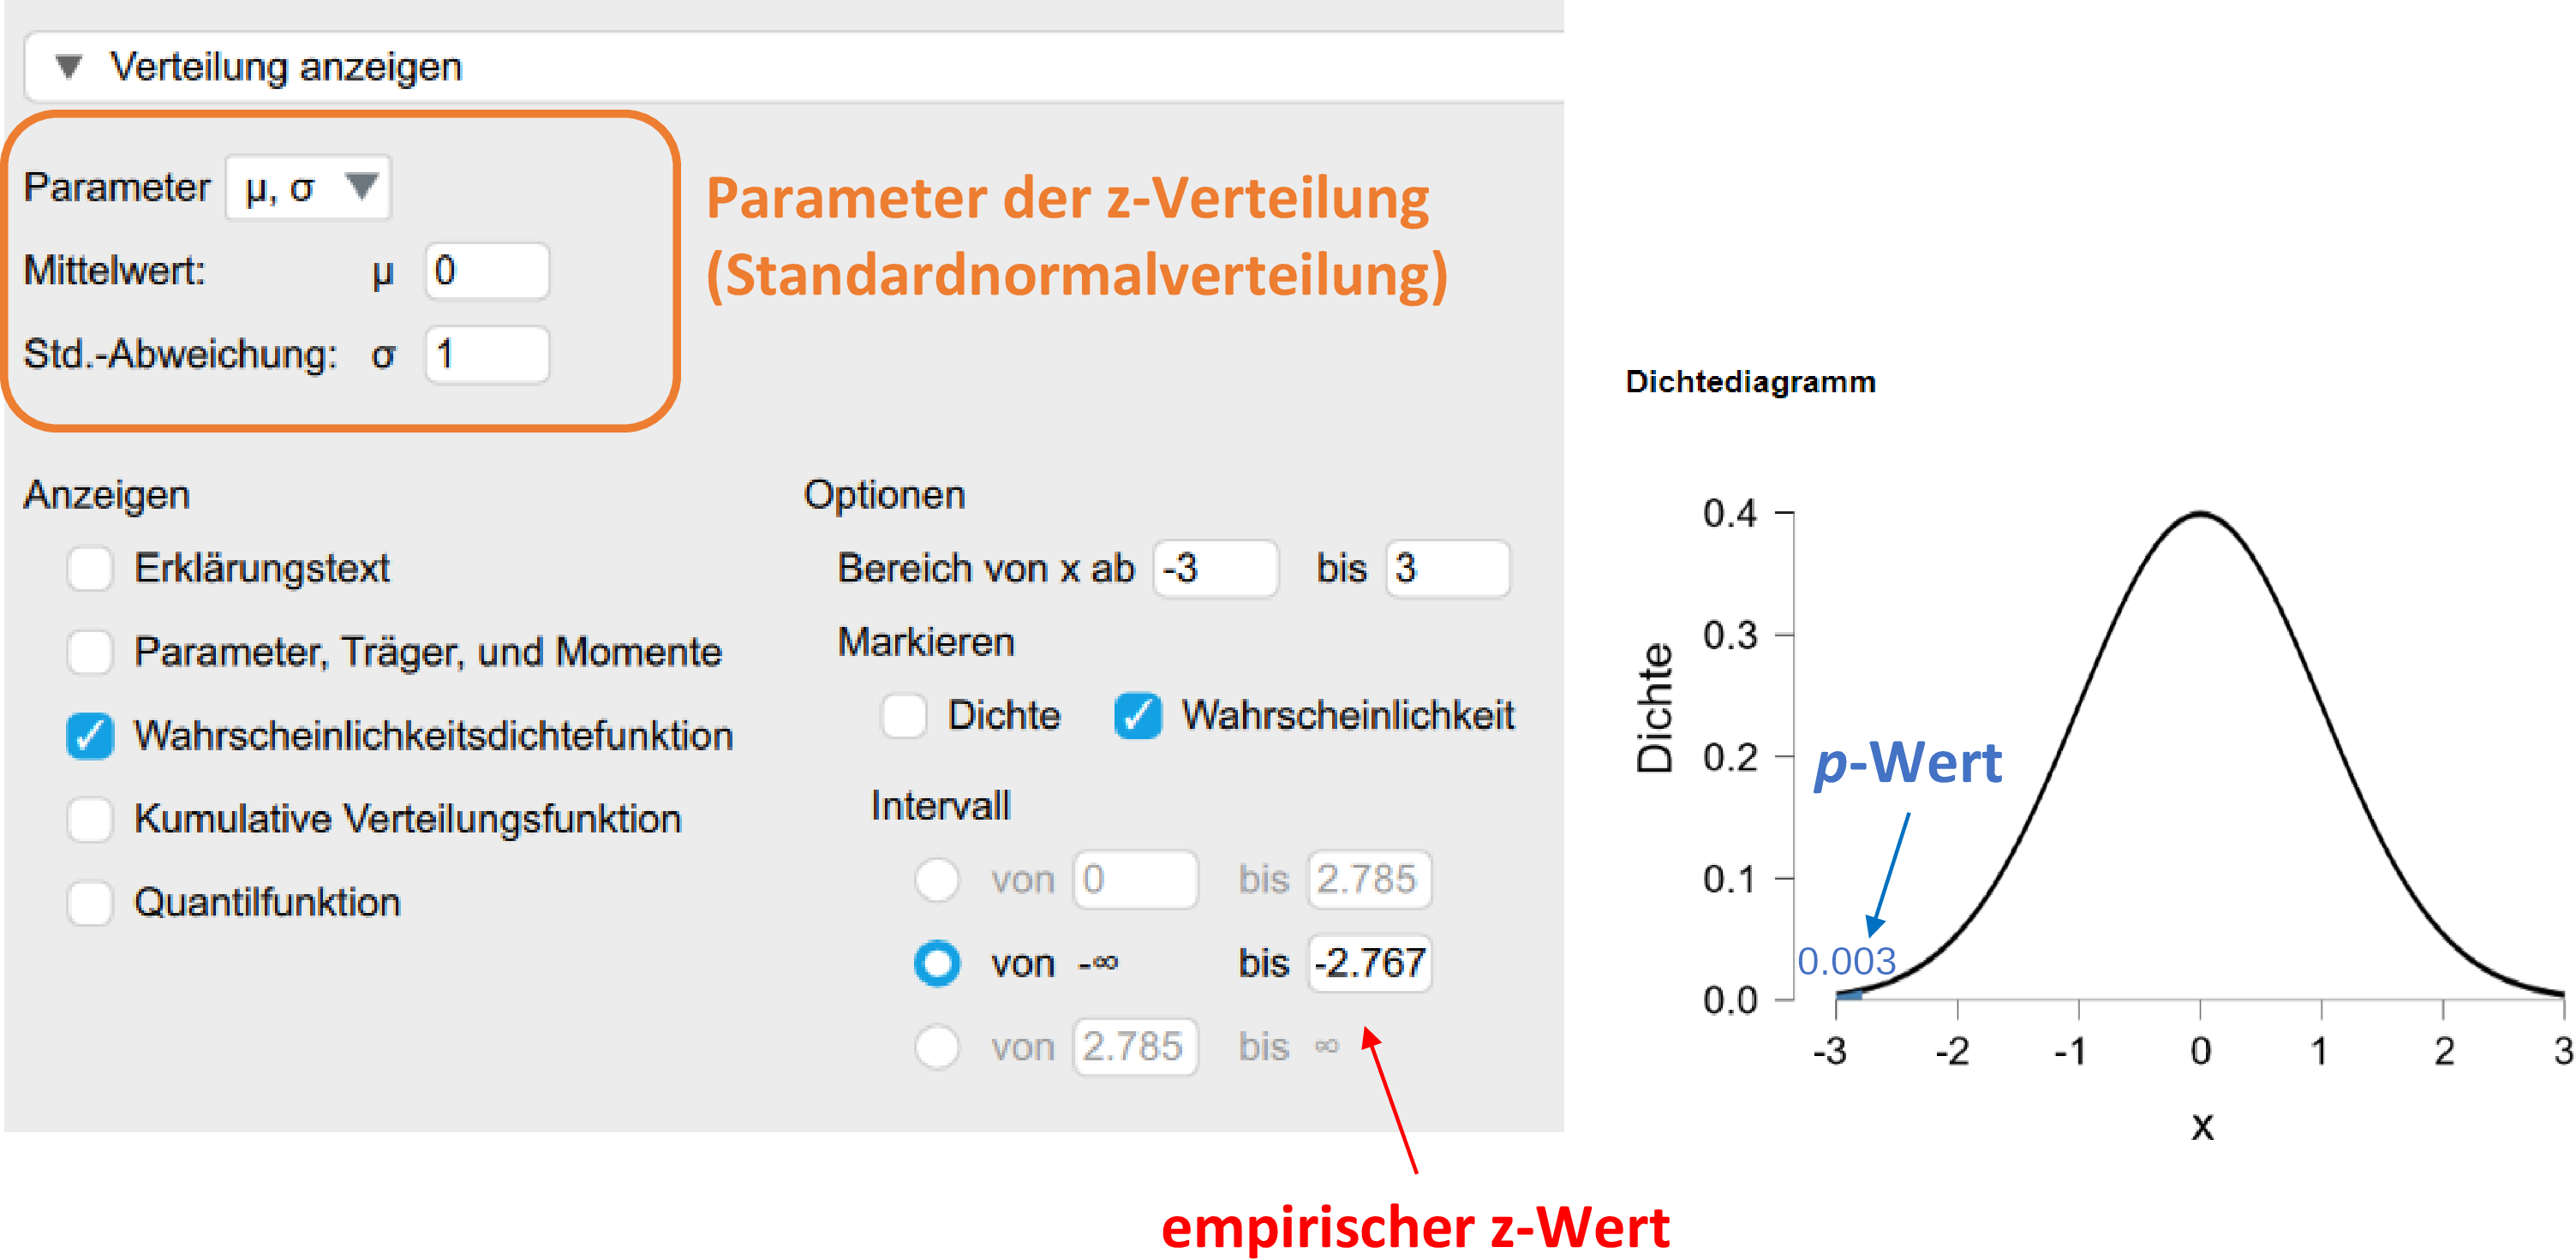 Verteilung anzeigen
Parameter μ, σ
Mittelwert: μ 0
Std.-Abweichung: σ 1
Parameter der z-Verteilung
(Standardnormalverteilung)
Anzeigen
Erklärungstext
Parameter, Träger, und Momente
Wahrscheinlichkeitsdichtefunktion
Kumulative Verteilungsfunktion
Quantilfunktion
Optionen
Bereich von x ab -3 bis 3
Markieren
Dichte Wahrscheinlichkeit
Intervall
von 0 bis 2.785
von -∞ bis -2.767
von 2.785 bis ∞
empirischer z-Wert
Dichtediagramm
Dichte
0.4
0.3
0.2
0.1
0.0
p-Wert
0.003
-3 -2 -1 0 1 2 3
x